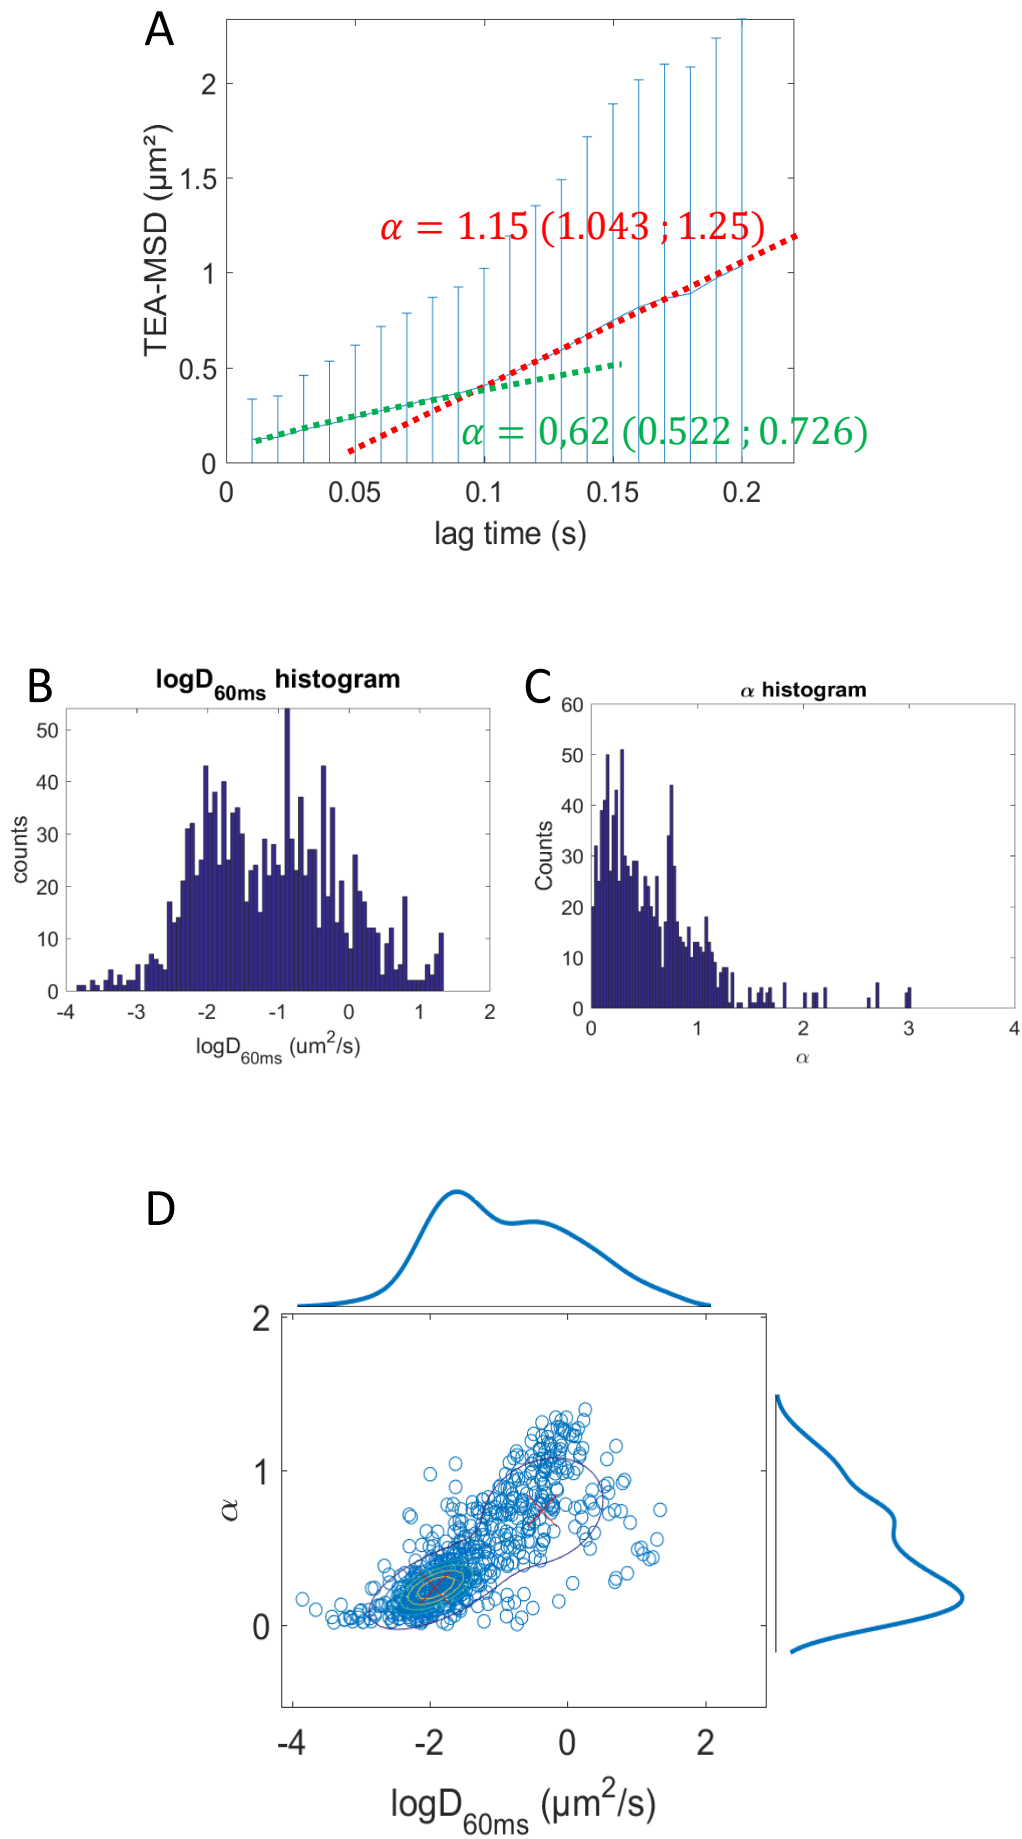 A
TEA-MSD (µm²)
2
1.5
1
0.5
0
α = 1.15 (1.043 ; 1.25)
α = 0,62 (0.522 ; 0.726)
0 0.05 0.1 0.15 0.2
lag time (s)
B
logD60ms histogram
counts
50
40
30
20
10
0
-4 -3 -2 -1 0 1 2
logD60ms (um2/s)
C
α histogram
Counts
60
50
40
30
20
10
0
0 1 2 3 4
α
D
α
2
1
0
-4 -2 0 2
logD60ms (µm2/s)